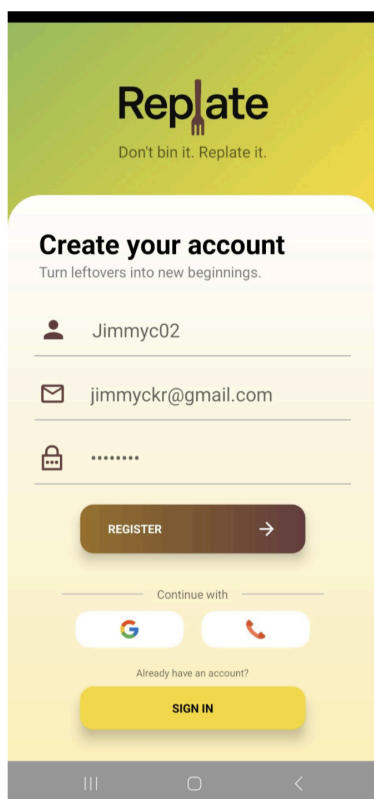 Replate
Don't bin it. Replate it.
Create your account
Turn leftovers into new beginnings.
Jimmyc02
jimmyckr@gmail.com
••••••••
REGISTER
Continue with
Already have an account?
SIGN IN